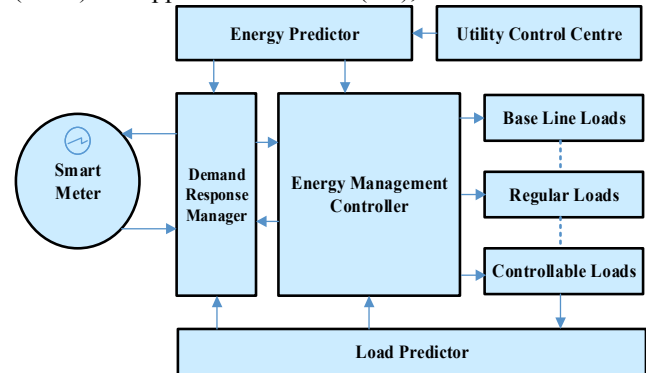 Energy Predictor
Utility Control Centre
Smart
Meter
Demand
Response
Manager
Energy Management
Controller
Base Line Loads
Regular Loads
Controllable Loads
Load Predictor